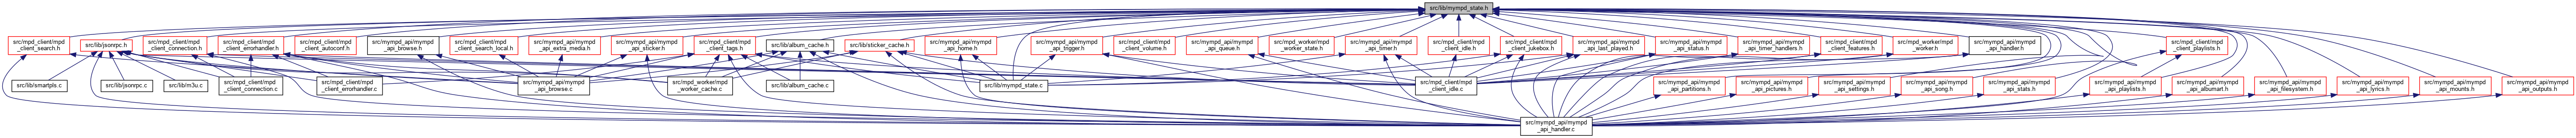 src/lib/mympd_state.h
src/mpd_client/mpd
_client_search.h
src/lib/jsonrpc.h
src/mpd_client/mpd
_client_connection.h
src/mpd_client/mpd
_client_errorhandler.h
src/mpd_client/mpd
_client_autoconf.h
src/mympd_api/mympd
_api_browse.h
src/mpd_client/mpd
_client_search_local.h
src/mympd_api/mympd
_api_extra_media.h
src/mympd_api/mympd
_api_sticker.h
src/mpd_client/mpd
_client_tags.h
src/lib/album_cache.h
src/lib/sticker_cache.h
src/mympd_api/mympd
_api_home.h
src/mympd_api/mympd
_api_trigger.h
src/mpd_client/mpd
_client_volume.h
src/mympd_api/mympd
_api_queue.h
src/mpd_worker/mpd
_worker_state.h
src/mympd_api/mympd
_api_timer.h
src/mpd_client/mpd
_client_idle.h
src/mpd_client/mpd
_client_jukebox.h
src/mympd_api/mympd
_api_last_played.h
src/mympd_api/mympd
_api_status.h
src/mympd_api/mympd
_api_timer_handlers.h
src/mpd_client/mpd
_client_features.h
src/mpd_worker/mpd
_worker.h
src/mympd_api/mympd
_api_handler.h
src/mpd_client/mpd
_client_playlists.h
src/lib/smartpls.c
src/lib/jsonrpc.c
src/lib/m3u.c
src/mpd_client/mpd
_client_connection.c
src/mpd_client/mpd
_client_errorhandler.c
src/mympd_api/mympd
_api_browse.c
src/mpd_worker/mpd
_worker_cache.c
src/lib/album_cache.c
src/lib/mympd_state.c
src/mpd_client/mpd
_client_idle.c
src/mympd_api/mympd
_api_partitions.h
src/mympd_api/mympd
_api_pictures.h
src/mympd_api/mympd
_api_settings.h
src/mympd_api/mympd
_api_song.h
src/mympd_api/mympd
_api_stats.h
src/mympd_api/mympd
_api_playlists.h
src/mympd_api/mympd
_api_albumart.h
src/mympd_api/mympd
_api_filesystem.h
src/mympd_api/mympd
_api_lyrics.h
src/mympd_api/mympd
_api_mounts.h
src/mympd_api/mympd
_api_outputs.h
src/mympd_api/mympd
_api_handler.c